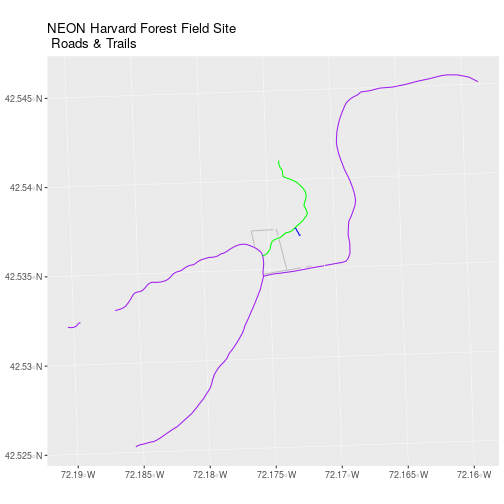 NEON Harvard Forest Field Site
Roads & Trails
42.545°N
42.54°N
42.535°N
42.53°N
42.525°N
72.19°W 72.185°W 72.18°W 72.175°W 72.17°W 72.165°W 72.16°W